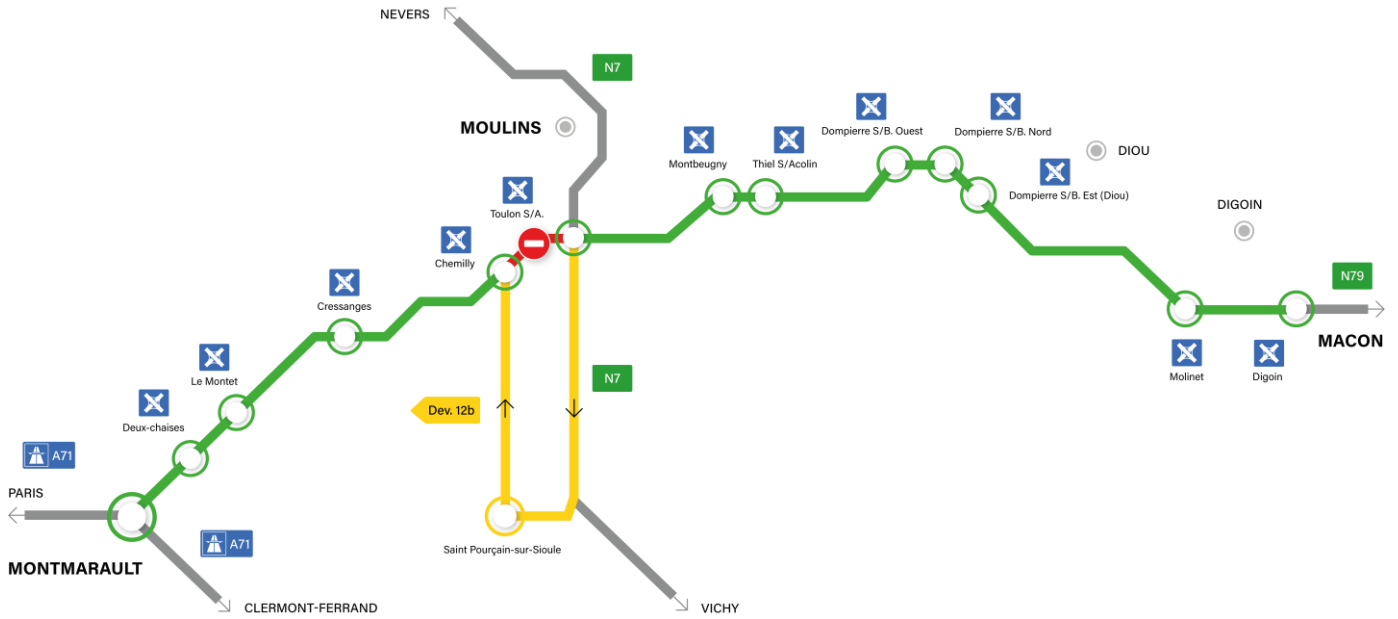 NEVERS
N7
MOULINS
Dompierre S/B. Ouest
Dompierre S/B. Nord
Montbeugny
Thiel S/Acolin
DIOU
Dompierre S/B. Est (Diou)
Toulon S/A.
DIGOIN
Chemilly
N79
Cressanges
MACON
Le Montet
Molinet
Digoin
N7
Dev. 12b
Deux-chaises
A71
PARIS
A71
Saint Pourçain-sur-Sioule
MONTMARAULT
CLERMONT-FERRAND
VICHY